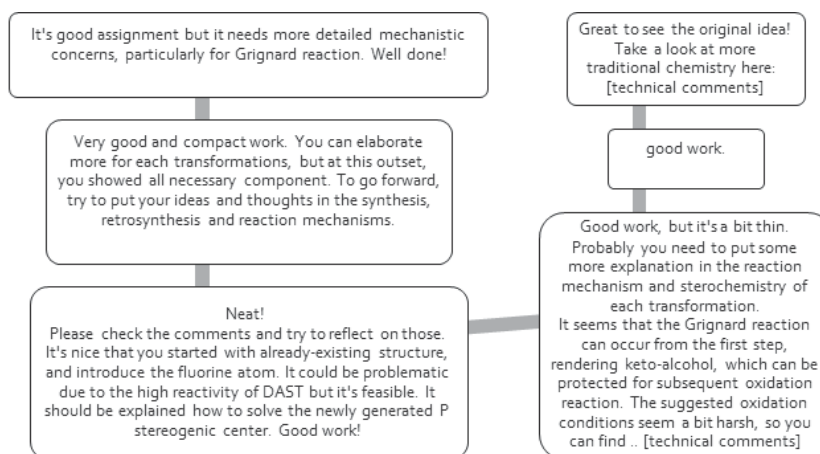 It's good assignment but it needs more detailed mechanistic
concerns, particularly for Grignard reaction. Well done!
Very good and compact work. You can elaborate
more for each transformations, but at this outset,
you showed all necessary component. To go forward,
try to put your ideas and thoughts in the synthesis,
retrosynthesis and reaction mechanisms.
Neat!
Please check the comments and try to reflect on those.
It's nice that you started with already-existing structure,
and introduce the fluorine atom. It could be problematic
due to the high reactivity of DAST but it's feasible. It
should be explained how to solve the newly generated P
stereogenic center. Good work!
Great to see the original idea!
Take a look at more
traditional chemistry here:
[technical comments]
good work.
Good work, but it's a bit thin.
Probably you need to put some
more explanation in the reaction
mechanism and sterochemistry of
each transformation.
It seems that the Grignard reaction
can occur from the first step,
rendering keto-alcohol, which can be
protected for subsequent oxidation
reaction. The suggested oxidation
conditions seem a bit harsh, so you
can find .. [technical comments]